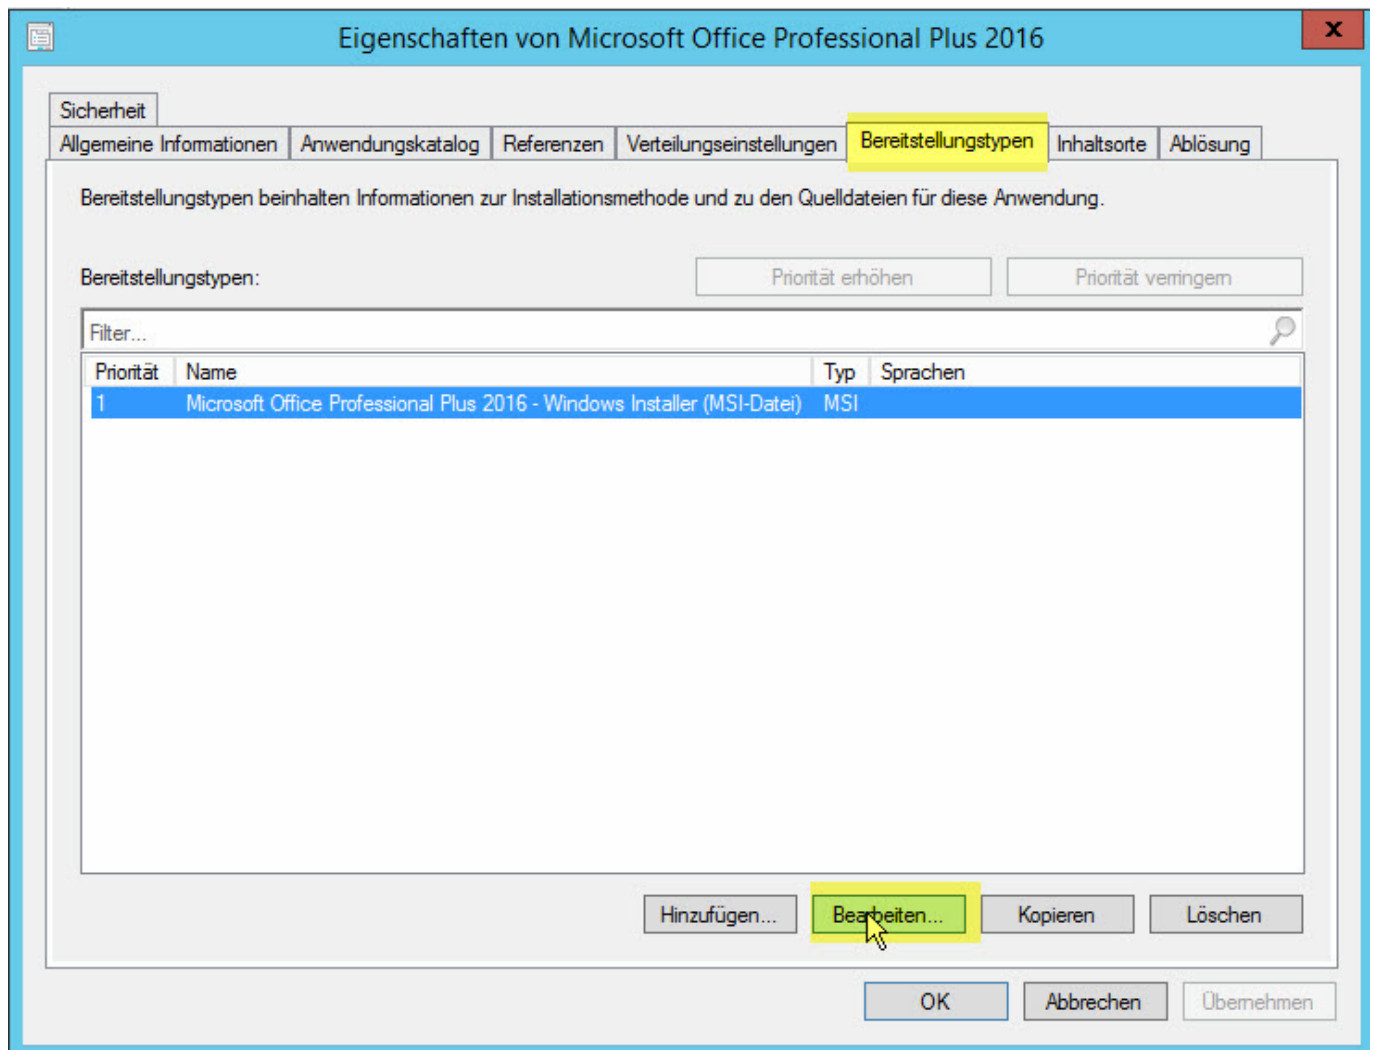 Eigenschaften von Microsoft Office Professional Plus 2016
x
Sicherheit
Allgemeine Informationen Anwendungskatalog Referenzen Verteilungseinstellungen Bereitstellungstypen Inhaltsorte Ablösung
Bereitstellungstypen beinhalten Informationen zur Installationsmethode und zu den Quelldateien für diese Anwendung.
Bereitstellungstypen: Priorität erhöhen Priorität verringern
Filter...
Priorität Name Typ Sprachen
1 Microsoft Office Professional Plus 2016 - Windows Installer (MSI-Datei) MSI
Hinzufügen... Bearbeiten... Kopieren Löschen
OK Abbrechen Übernehmen